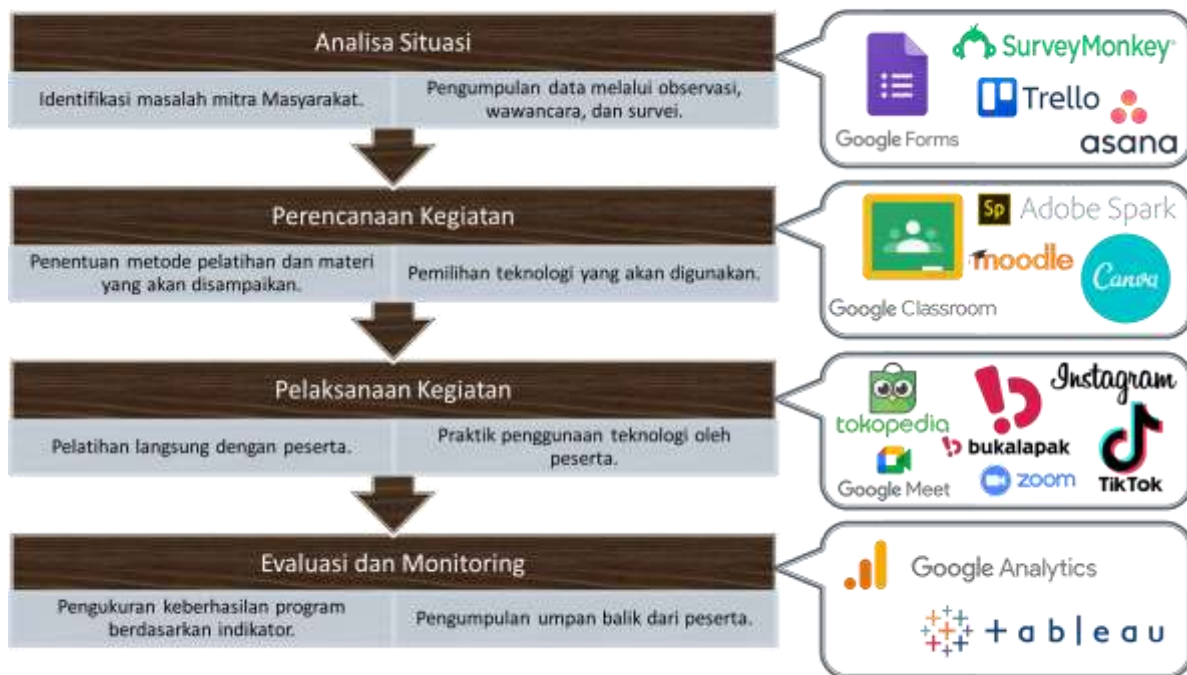 Analisa Situasi
Identifikasi masalah mitra Masyarakat.
Pengumpulan data melalui observasi,
wawancara, dan survei.
Google Forms
SurveyMonkey
Trello
asana
Perencanaan Kegiatan
Penentuan metode pelatihan dan materi
yang akan disampaikan.
Pemilihan teknologi yang akan digunakan.
Google Classroom
Sp Adobe Spark
moodle
Canva
Pelaksanaan Kegiatan
Pelatihan langsung dengan peserta.
Praktik penggunaan teknologi oleh
peserta.
tokopedia
bukalapak
Instagram
Google Meet
zoom
TikTok
Evaluasi dan Monitoring
Pengukuran keberhasilan program
berdasarkan indikator.
Pengumpulan umpan balik dari peserta.
Google Analytics
+ableau